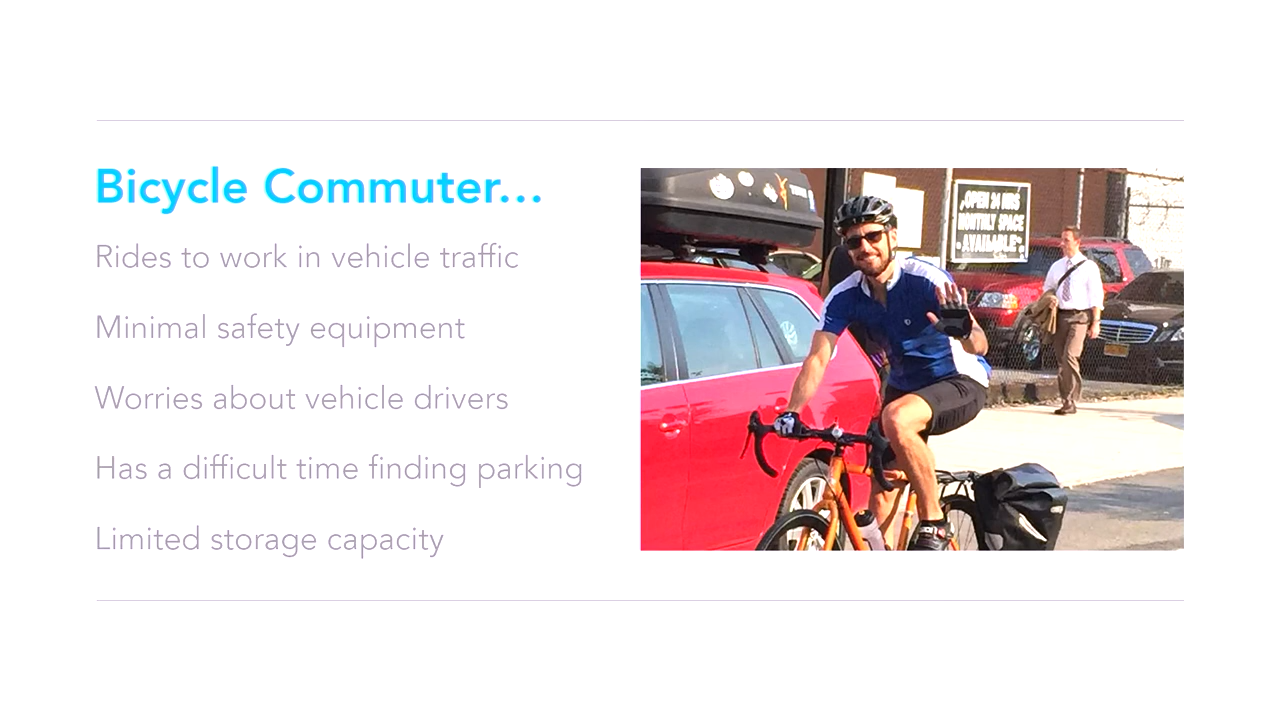 Bicycle Commuter…
Rides to work in vehicle traffic
Minimal safety equipment
Worries about vehicle drivers
Has a difficult time finding parking
Limited storage capacity
OPEN 24 HRS
MONTHLY SPACE
AVAILABLE